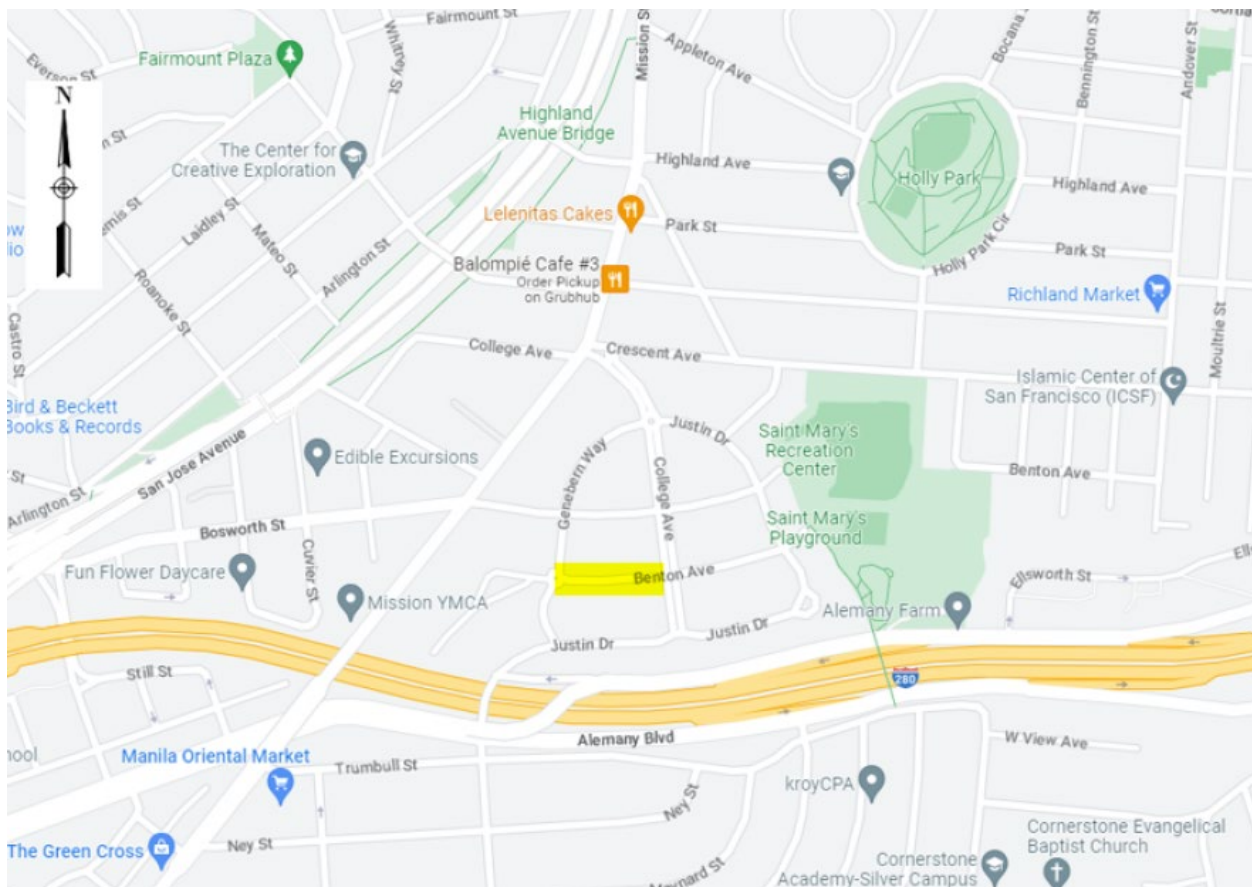 Fairmount St
Mission St
Cortland
Whitney St
Appleton Ave
Bocana St
Bennington St
Andover St
Fairmount Plaza
Everson St
N
Highland
Avenue Bridge
The Center for
Creative Exploration
Highland Ave
Holly Park
Highland Ave
Laidley St
Lelenitas Cakes
Park St
Mateo St
Holly Park Cir
Park St
Arlington St
Balompié Cafe #3
Order Pickup
on Grubhub
Roanoke St
Richland Market
Castro St
Moultrie St
College Ave
Crescent Ave
Islamic Center of
San Francisco (ICSF)
Bird & Beckett
Books & Records
Justin Dr
Saint Mary's
Recreation
Center
San Jose Avenue
Edible Excursions
Genebern Way
College Ave
Benton Ave
Arlington St
Bosworth St
Saint Mary's
Playground
Cuvier St
Fun Flower Daycare
Benton Ave
Ellsworth St
Mission YMCA
Alemany Farm
Justin Dr
Justin Dr
Still St
280
Alemany Blvd
W View Ave
Manila Oriental Market
Trumbull St
kroyCPA
Ney St
The Green Cross
Ney St
Cornerstone Evangelical
Baptist Church
Cornerstone
Academy-Silver Campus
Maynard St